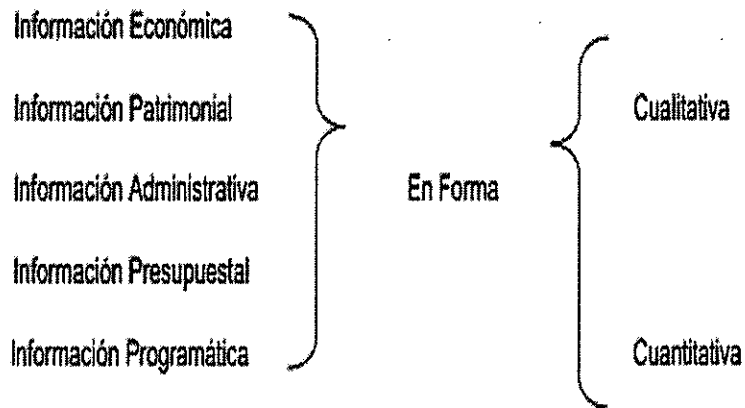 Información Económica
Información Patrimonial
Cualitativa
Información Administrativa
En Forma
Información Presupuestal
Información Programática
Cuantitativa